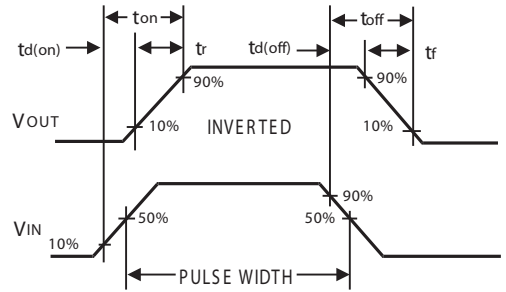 ton
toff
td(on)
tr
td(off)
tf
90%
90%
VOUT
10%
INVERTED
10%
90%
VIN
50%
50%
10%
PULSE WIDTH